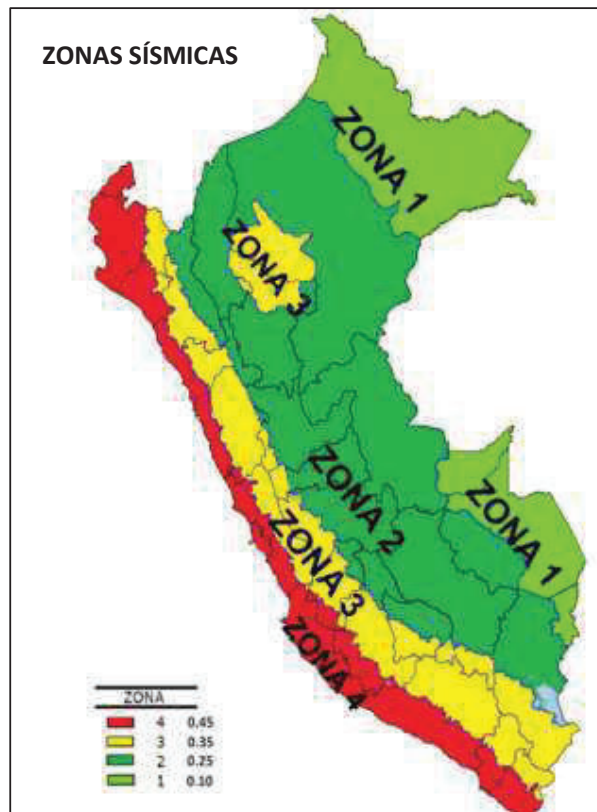 ZONAS SÍSMICAS
ZONA 1
ZONA 3
ZONA 2
ZONA 1
ZONA 3
ZONA 4
ZONA
4 0.45
3 0.35
2 0.25
1 0.10